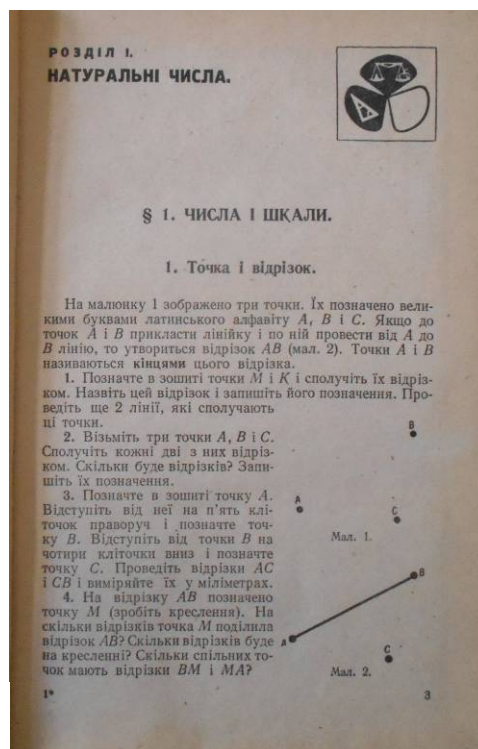 РОЗДІЛ I.
НАТУРАЛЬНІ ЧИСЛА.
§ 1. ЧИСЛА І ШКАЛИ.
1. Точка і відрізок.
На малюнку 1 зображено три точки. Їх позначено вели-
кими буквами латинського алфавіту A, B і C. Якщо до
точок A і B прикласти лінійку і по ній провести від A до
B лінію, то утвориться відрізок AB (мал. 2). Точки A і B
називаються кінцями цього відрізка.
1. Позначте в зошиті точки M і K і сполучіть їх відріз-
ком. Назвіть цей відрізок і запишіть його позначення. Про-
ведіть ще 2 лінії, які сполучають
ці точки.
2. Візьміть три точки A, B і C.
Сполучіть кожні дві з них відріз-
ком. Скільки буде відрізків? Запи-
шіть їх позначення.
3. Позначте в зошиті точку A.
Відступіть від неї на п’ять клі-
точок праворуч і позначте точ-
ку B. Відступіть від точки B на
чотири кліточки вниз і позначте
точку C. Проведіть відрізки AC
і CB і виміряйте їх у міліметрах.
4. На відрізку AB позначено
точку M (зробіть креслення). На
скільки відрізків точка M поділила
відрізок AB? Скільки відрізків буде
на кресленні? Скільки спільних то-
чок мають відрізки BM і MA?
B
A
C
Мал. 1.
B
A
C
Мал. 2.
1*
3